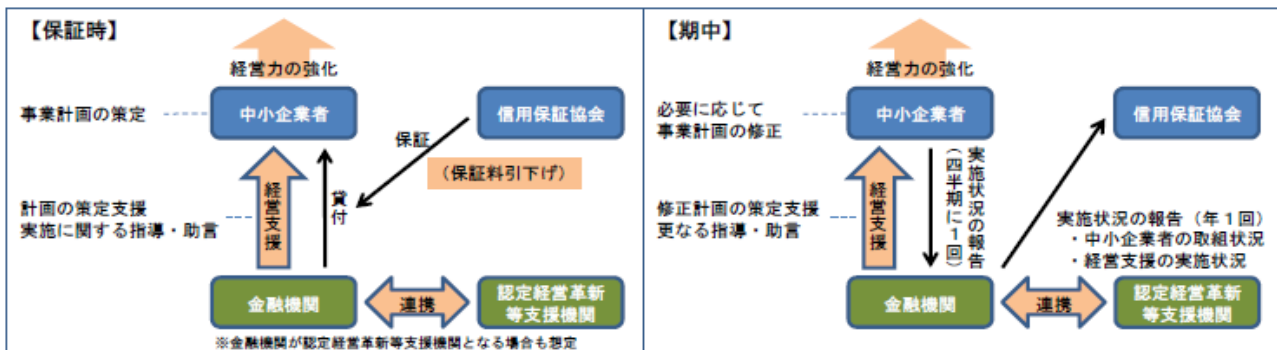 【保証時】
経営力の強化
事業計画の策定
中小企業者
信用保証協会
保証
(保証料引下げ)
経営支援
貸付
計画の策定支援
実施に関する指導・助言
金融機関
連携
認定経営革新
等支援機関
※金融機関が認定経営革新等支援機関となる場合も想定
【期中】
経営力の強化
必要に応じて
事業計画の修正
中小企業者
信用保証協会
経営支援
実施状況の報告
(四半期に1回)
修正計画の策定支援
更なる指導・助言
実施状況の報告(年1回)
・中小企業者の取組状況
・経営支援の実施状況
金融機関
連携
認定経営革新
等支援機関